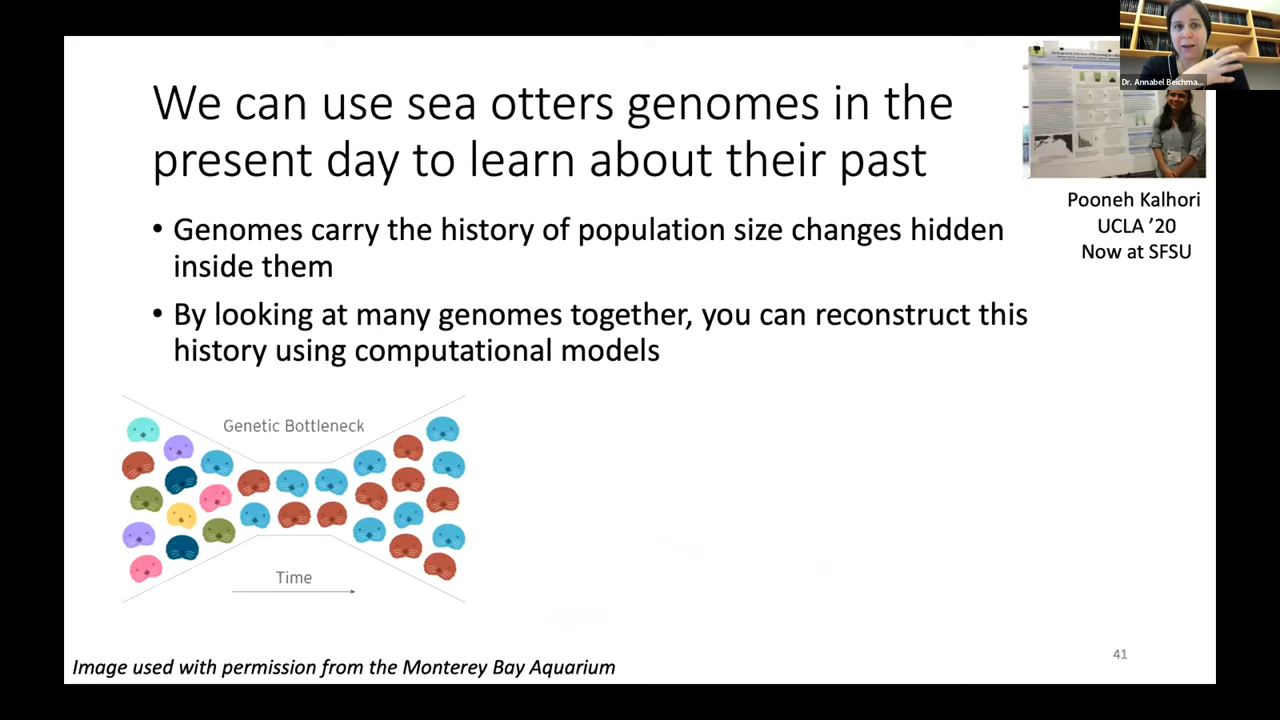 We can use sea otters genomes in the
present day to learn about their past
• Genomes carry the history of population size changes hidden
inside them
• By looking at many genomes together, you can reconstruct this
history using computational models
Genetic Bottleneck
Time
Image used with permission from the Monterey Bay Aquarium
Dr. Annabel Beichma...
Pooneh Kalhori
UCLA ’20
Now at SFSU
41